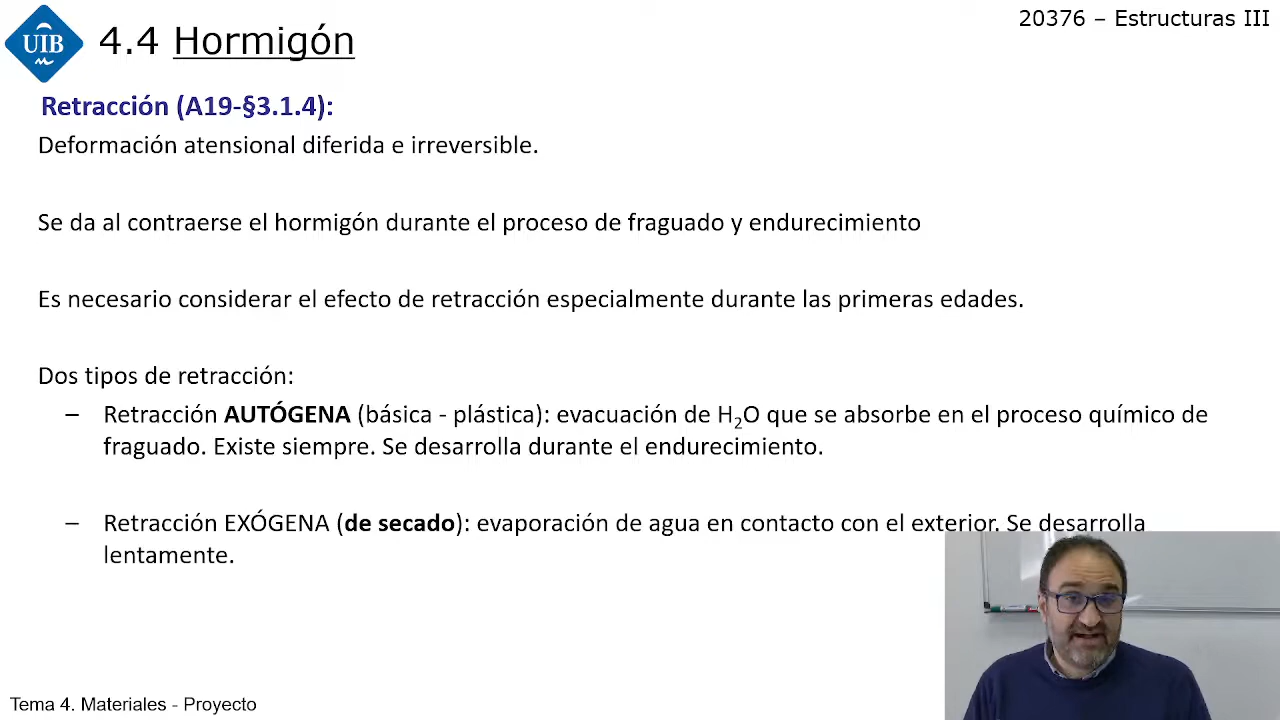 20376 – Estructuras III
UIB
4.4 Hormigón
Retracción (A19-§3.1.4):
Deformación atensional diferida e irreversible.
Se da al contraerse el hormigón durante el proceso de fraguado y endurecimiento
Es necesario considerar el efecto de retracción especialmente durante las primeras edades.
Dos tipos de retracción:
– Retracción AUTÓGENA (básica - plástica): evacuación de H₂O que se absorbe en el proceso químico de
fraguado. Existe siempre. Se desarrolla durante el endurecimiento.
– Retracción EXÓGENA (de secado): evaporación de agua en contacto con el exterior. Se desarrolla
lentamente.
Tema 4. Materiales - Proyecto